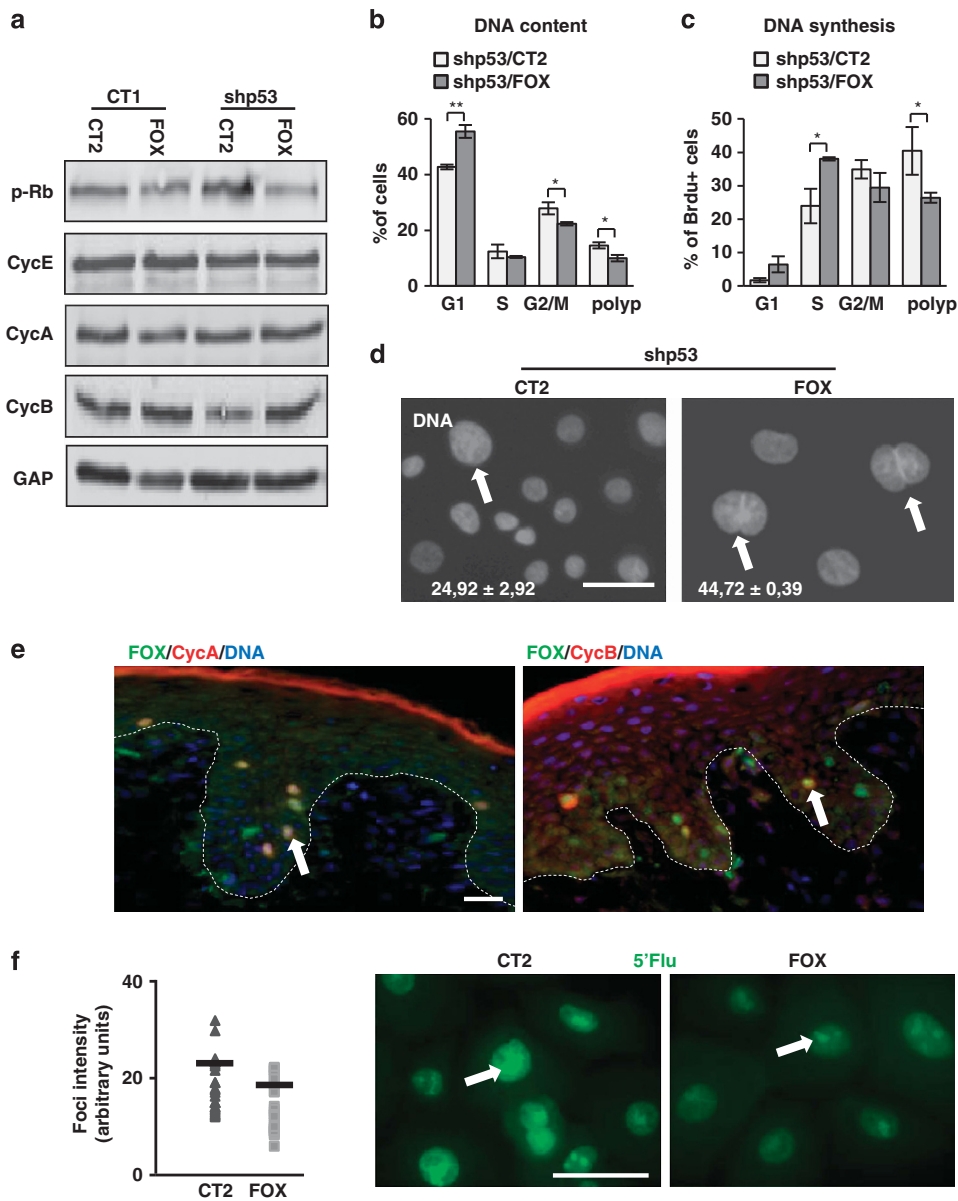 a
CT1 shp53
CT2 FOX CT2 FOX
p-Rb
CycE
CycA
CycB
GAP
b
DNA content
shp53/CT2
shp53/FOX
%of cells
60
40
20
0
**
*
*
G1 S G2/M polyp
c
DNA synthesis
shp53/CT2
shp53/FOX
% of Brdu+ cels
50
40
30
20
10
0
*
*
G1 S G2/M polyp
d
shp53
CT2 FOX
DNA
24,92 ± 2,92
44,72 ± 0,39
e
FOX/CycA/DNA
FOX/CycB/DNA
f
Foci intensity
(arbitrary units)
40
20
0
CT2 FOX
CT2 5'Flu FOX